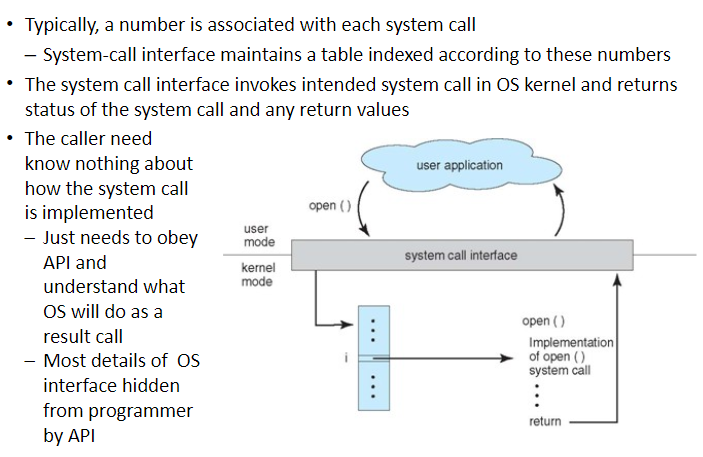 • Typically, a number is associated with each system call
– System-call interface maintains a table indexed according to these numbers
• The system call interface invokes intended system call in OS kernel and returns
status of the system call and any return values
• The caller need
know nothing about
how the system call
is implemented
– Just needs to obey
API and
understand what
OS will do as a
result call
– Most details of OS
interface hidden
from programmer
by API
user application
open ( )
user
mode
system call interface
kernel
mode
i
open ( )
Implementation
of open ( )
system call
return